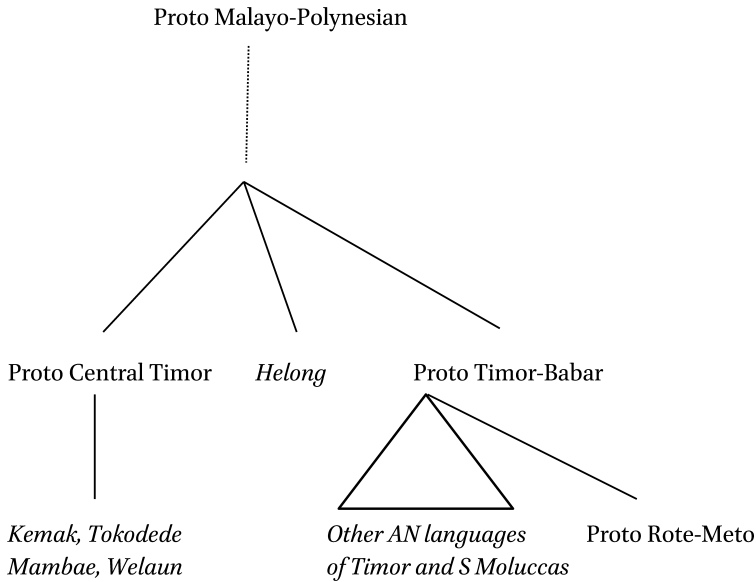 Proto Malayo-Polynesian
Proto Central Timor
Helong
Proto Timor-Babar
Kemak, Tokodede
Mambae, Welaun
Other AN languages
of Timor and S Moluccas
Proto Rote-Meto